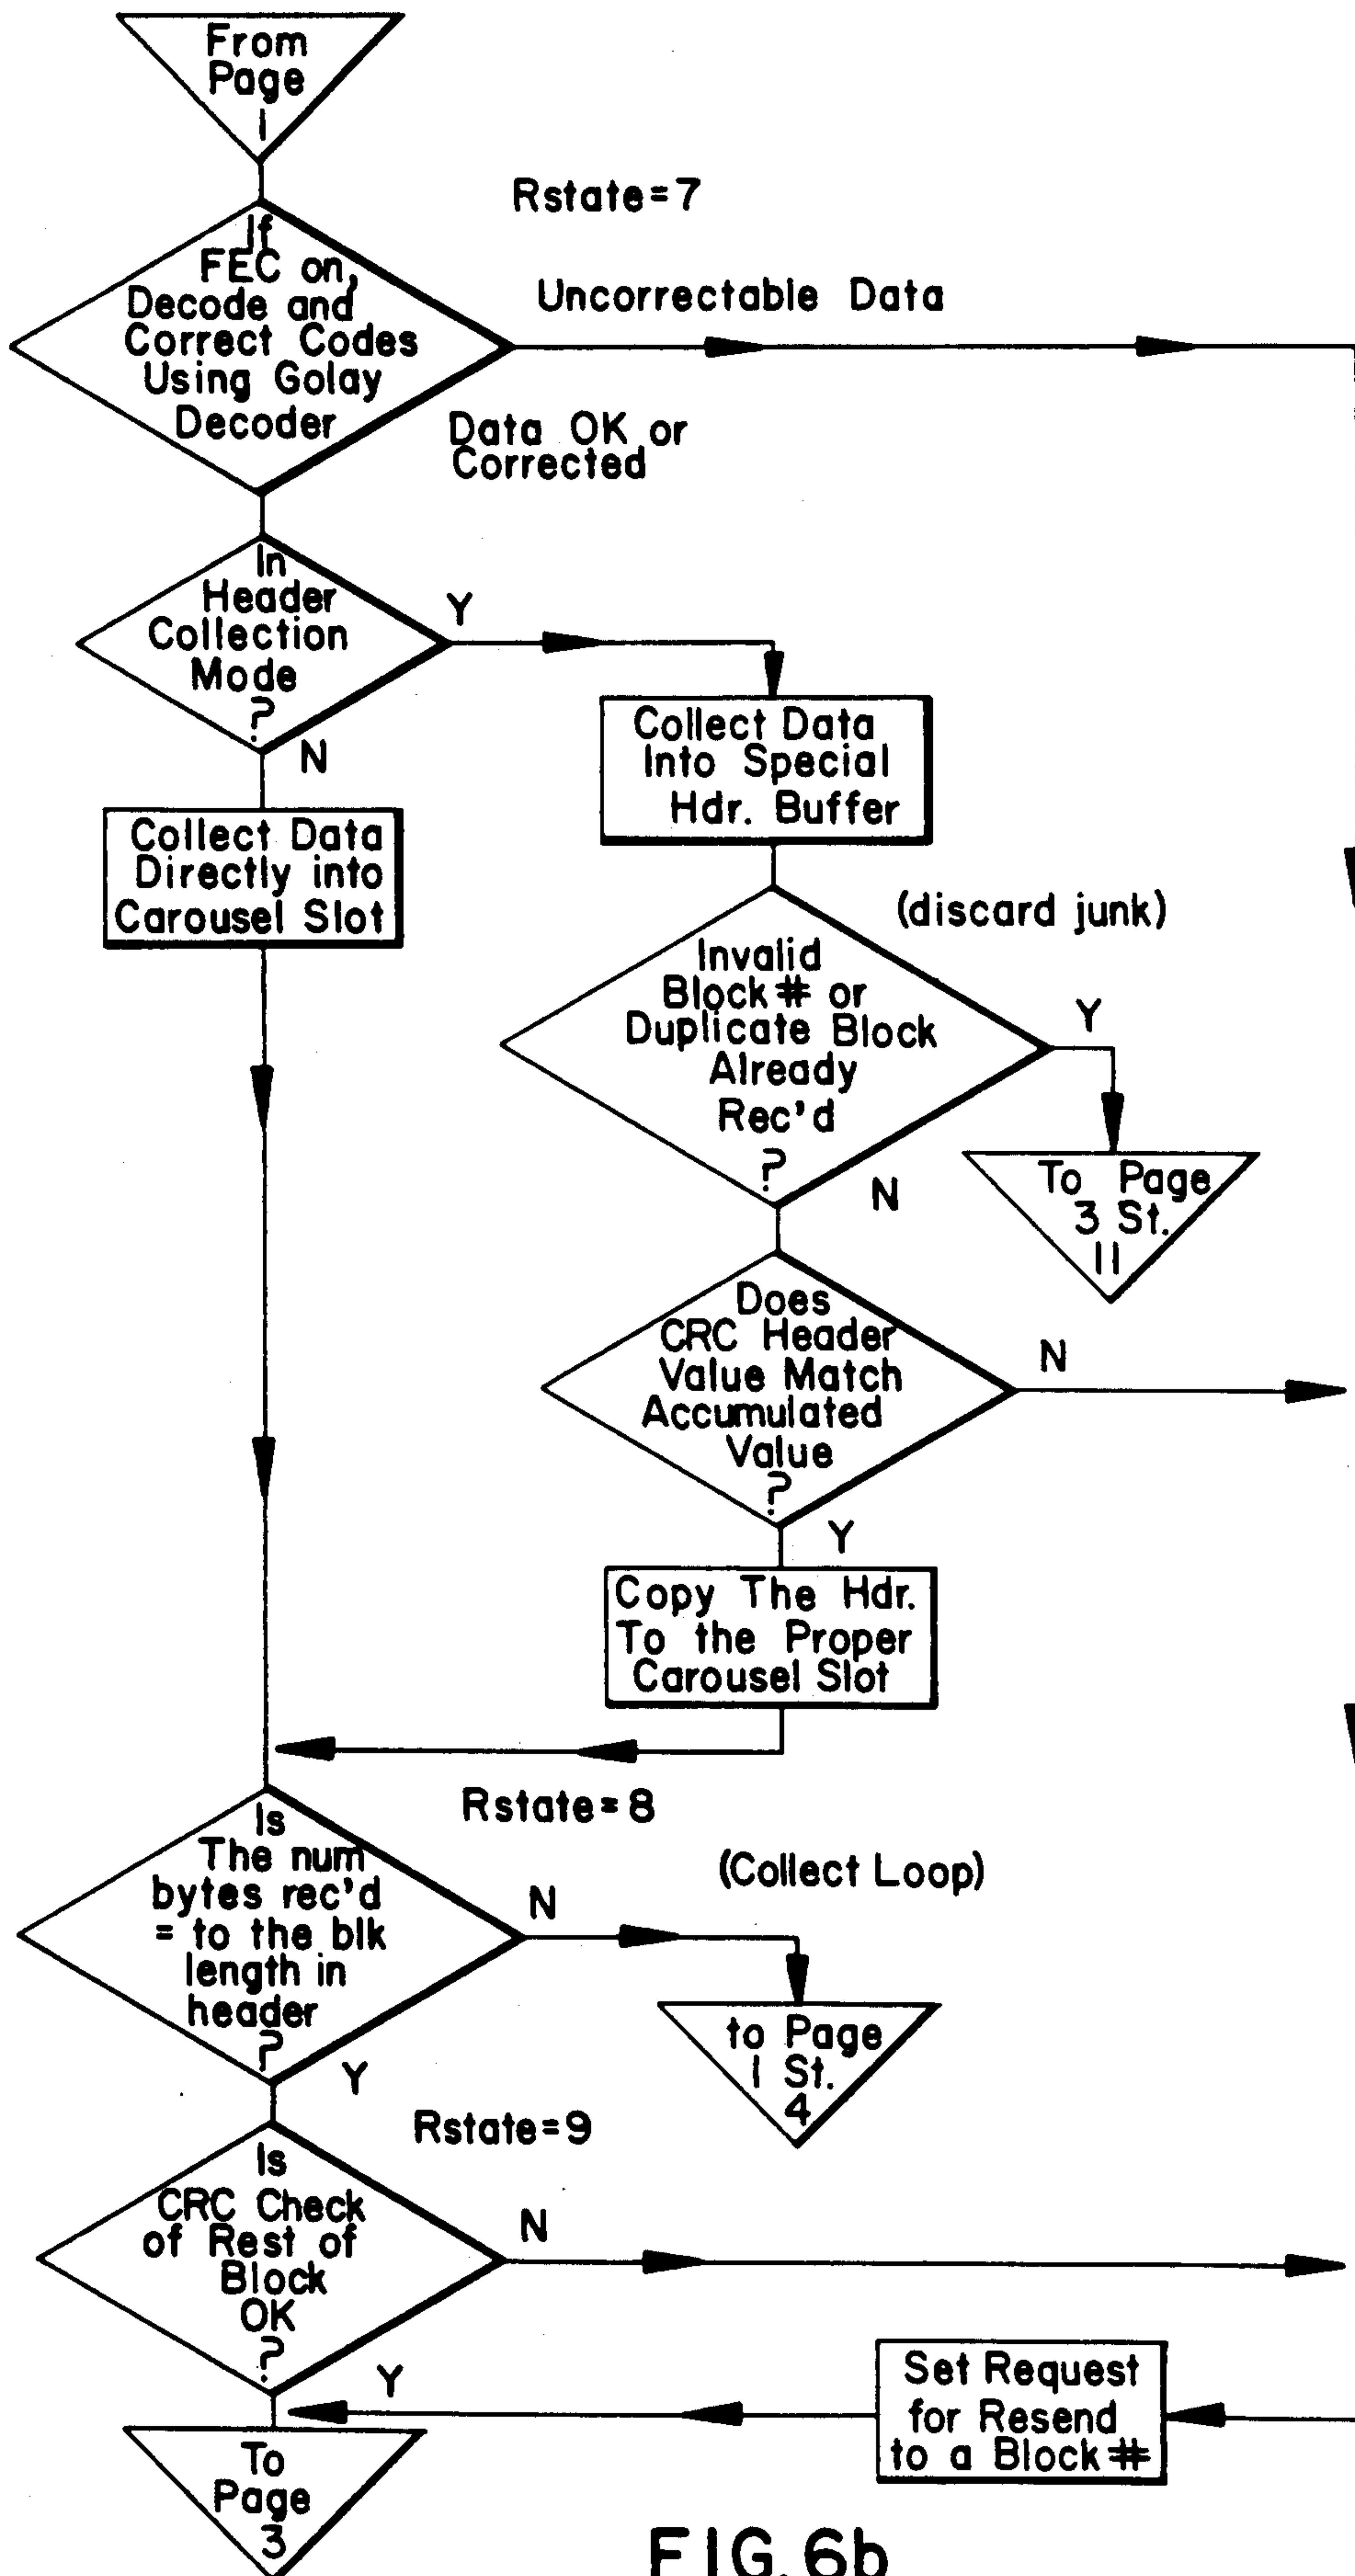 From
Page
1
Rstate=7
If
FEC on,
Decode and
Correct Codes
Using Golay
Decoder
Uncorrectable Data
Data OK or
Corrected
In
Header
Collection
Mode
?
Y
N
Collect Data
Into Special
Hdr. Buffer
Collect Data
Directly into
Carousel Slot
(discard junk)
Invalid
Block # or
Duplicate Block
Already
Rec'd
?
Y
N
To Page
3 St.
11
Does
CRC Header
Value Match
Accumulated
Value
?
N
Y
Copy The Hdr.
To the Proper
Carousel Slot
Rstate=8
Is
The num
bytes rec'd
= to the blk
length in
header
?
N
(Collect Loop)
Y
to Page
1 St.
4
Rstate=9
Is
CRC Check
of Rest of
Block
OK
?
N
Y
Set Request
for Resend
to a Block #
To
Page
3
FIG. 6b